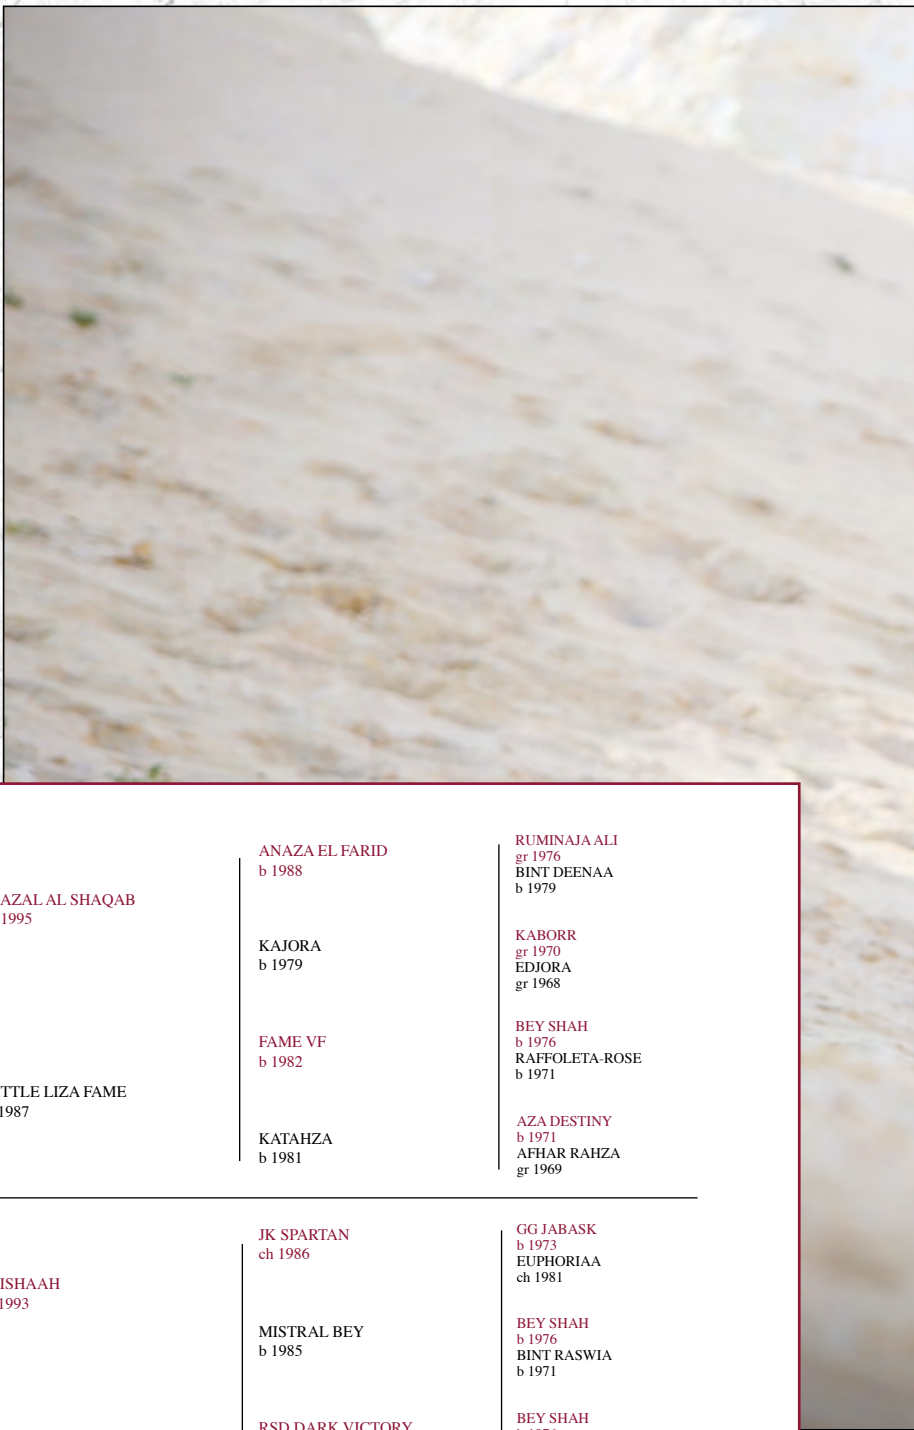 AZAL AL SHAQAB
1995
TTLE LIZA FAME
1987
ANAZA EL FARID
b 1988
KAJORA
b 1979
FAME VF
b 1982
KATAHZA
b 1981
RUMINAJA ALI
gr 1976
BINT DEENAA
b 1979
KABORR
gr 1970
EDJORA
gr 1968
BEY SHAH
b 1976
RAFFOLETA-ROSE
b 1971
AZA DESTINY
b 1971
AFHAR RAHZA
gr 1969
ISHAAH
1993
JK SPARTAN
ch 1986
MISTRAL BEY
b 1985
RSD DARK VICTORY
GG JABASK
b 1973
EUPHORIAA
ch 1981
BEY SHAH
b 1976
BINT RASWIA
b 1971
BEY SHAH